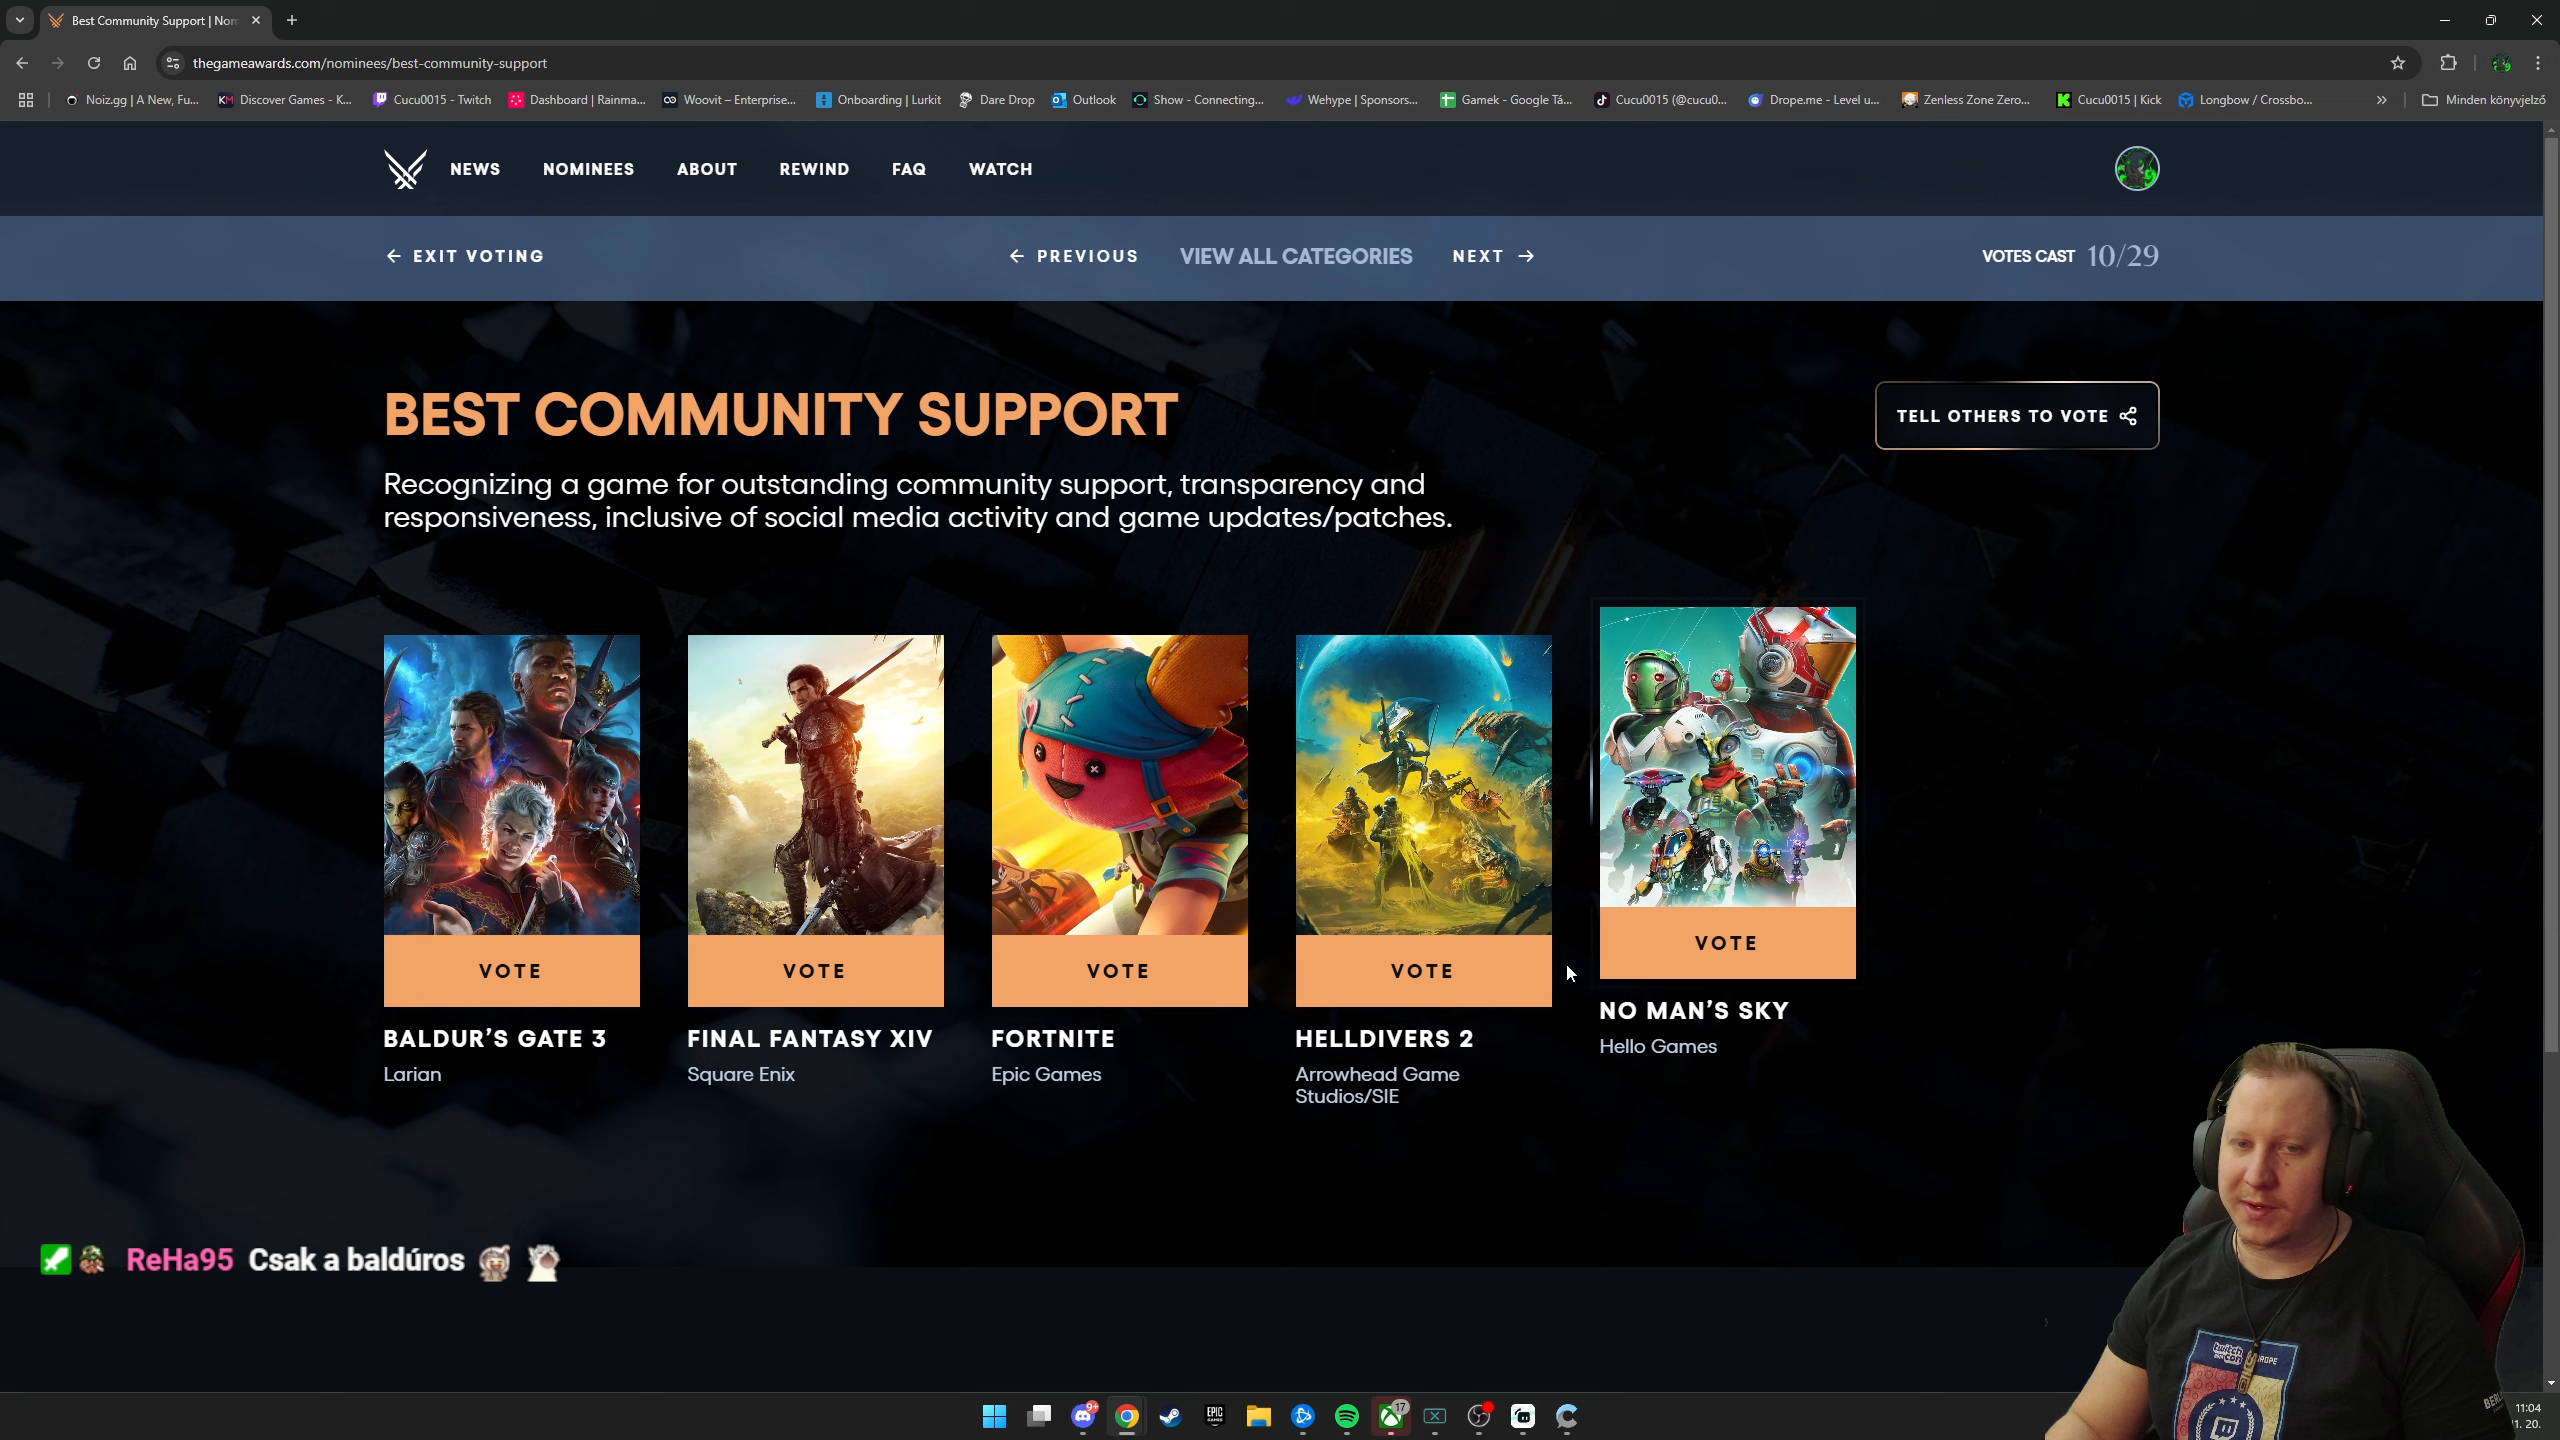 Best Community Support | Nom
thegameawards.com/nominees/best-community-support
Noiz.gg | A New, Fu...
Discover Games - K...
Cucu0015 - Twitch
Dashboard | Rainma...
Woovit – Enterprise...
Onboarding | Lurkit
Dare Drop
Outlook
Show - Connecting...
Wehype | Sponsors...
Gamek - Google Tá...
Cucu0015 (@cucu0...
Drope.me - Level u...
Zenless Zone Zero...
Cucu0015 | Kick
Longbow / Crossbo...
Minden könyvjelző
NEWS
NOMINEES
ABOUT
REWIND
FAQ
WATCH
EXIT VOTING
PREVIOUS
VIEW ALL CATEGORIES
NEXT
VOTES CAST 10/29
BEST COMMUNITY SUPPORT
TELL OTHERS TO VOTE
Recognizing a game for outstanding community support, transparency and
responsiveness, inclusive of social media activity and game updates/patches.
VOTE
VOTE
VOTE
VOTE
VOTE
BALDUR’S GATE 3
Larian
FINAL FANTASY XIV
Square Enix
FORTNITE
Epic Games
HELLDIVERS 2
Arrowhead Game
Studios/SIE
NO MAN’S SKY
Hello Games
ReHa95 Csak a baldúros
9+
EPIC
GAMES
17
11:04
1. 20.